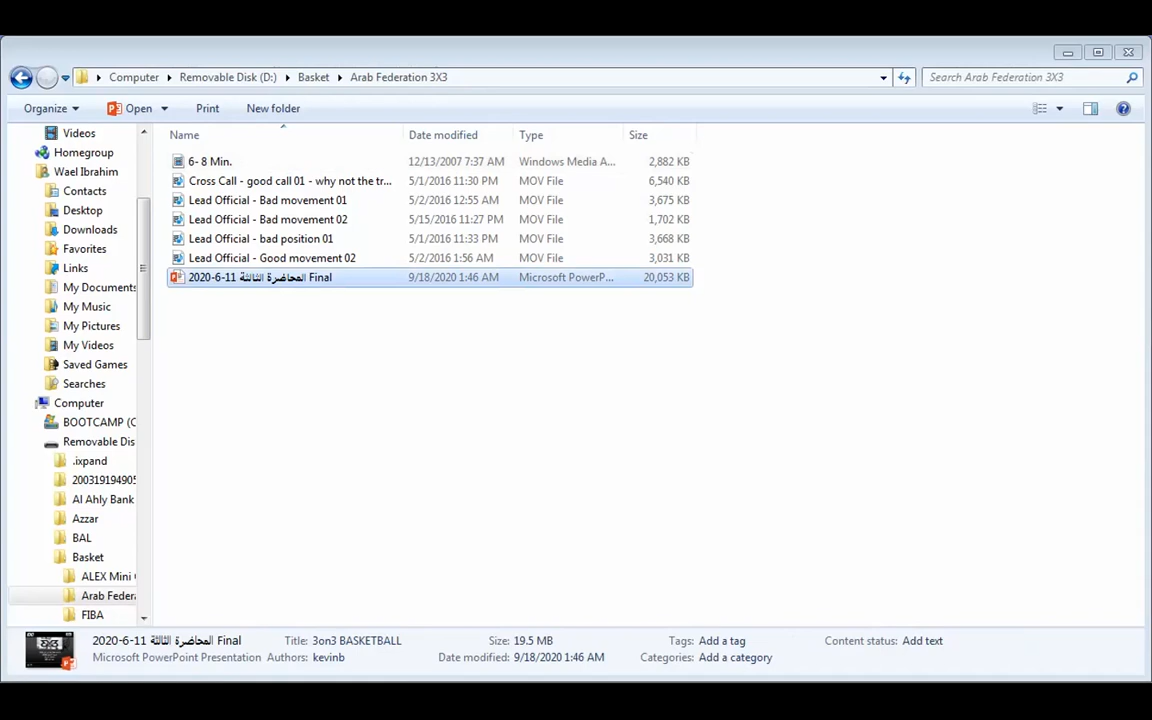 Computer Removable Disk (D:) Basket Arab Federation 3X3 Search Arab Federation 3X3
Organize Open Print New folder
Name Date modified Type Size
6- 8 Min. 12/13/2007 7:37 AM Windows Media A... 2,882 KB
Cross Call - good call 01 - why not the tr... 5/1/2016 11:30 PM MOV File 6,540 KB
Lead Official - Bad movement 01 5/2/2016 12:55 AM MOV File 3,675 KB
Lead Official - Bad movement 02 5/15/2016 11:27 PM MOV File 1,702 KB
Lead Official - bad position 01 5/1/2016 11:33 PM MOV File 3,668 KB
Lead Official - Good movement 02 5/2/2016 1:56 AM MOV File 3,031 KB
2020-6-11 المحاضرة الثالثة Final 9/18/2020 1:46 AM Microsoft PowerP... 20,053 KB
Videos
Homegroup
Wael Ibrahim
Contacts
Desktop
Downloads
Favorites
Links
My Documents
My Music
My Pictures
My Videos
Saved Games
Searches
Computer
BOOTCAMP (C
Removable Dis
.ixpand
200319194905
Al Ahly Bank
Azzar
BAL
Basket
ALEX Mini
Arab Federa
FIBA
2020-6-11 المحاضرة الثالثة Final Title: 3on3 BASKETBALL Size: 19.5 MB Tags: Add a tag Content status: Add text
Microsoft PowerPoint Presentation Authors: kevinb Date modified: 9/18/2020 1:46 AM Categories: Add a category